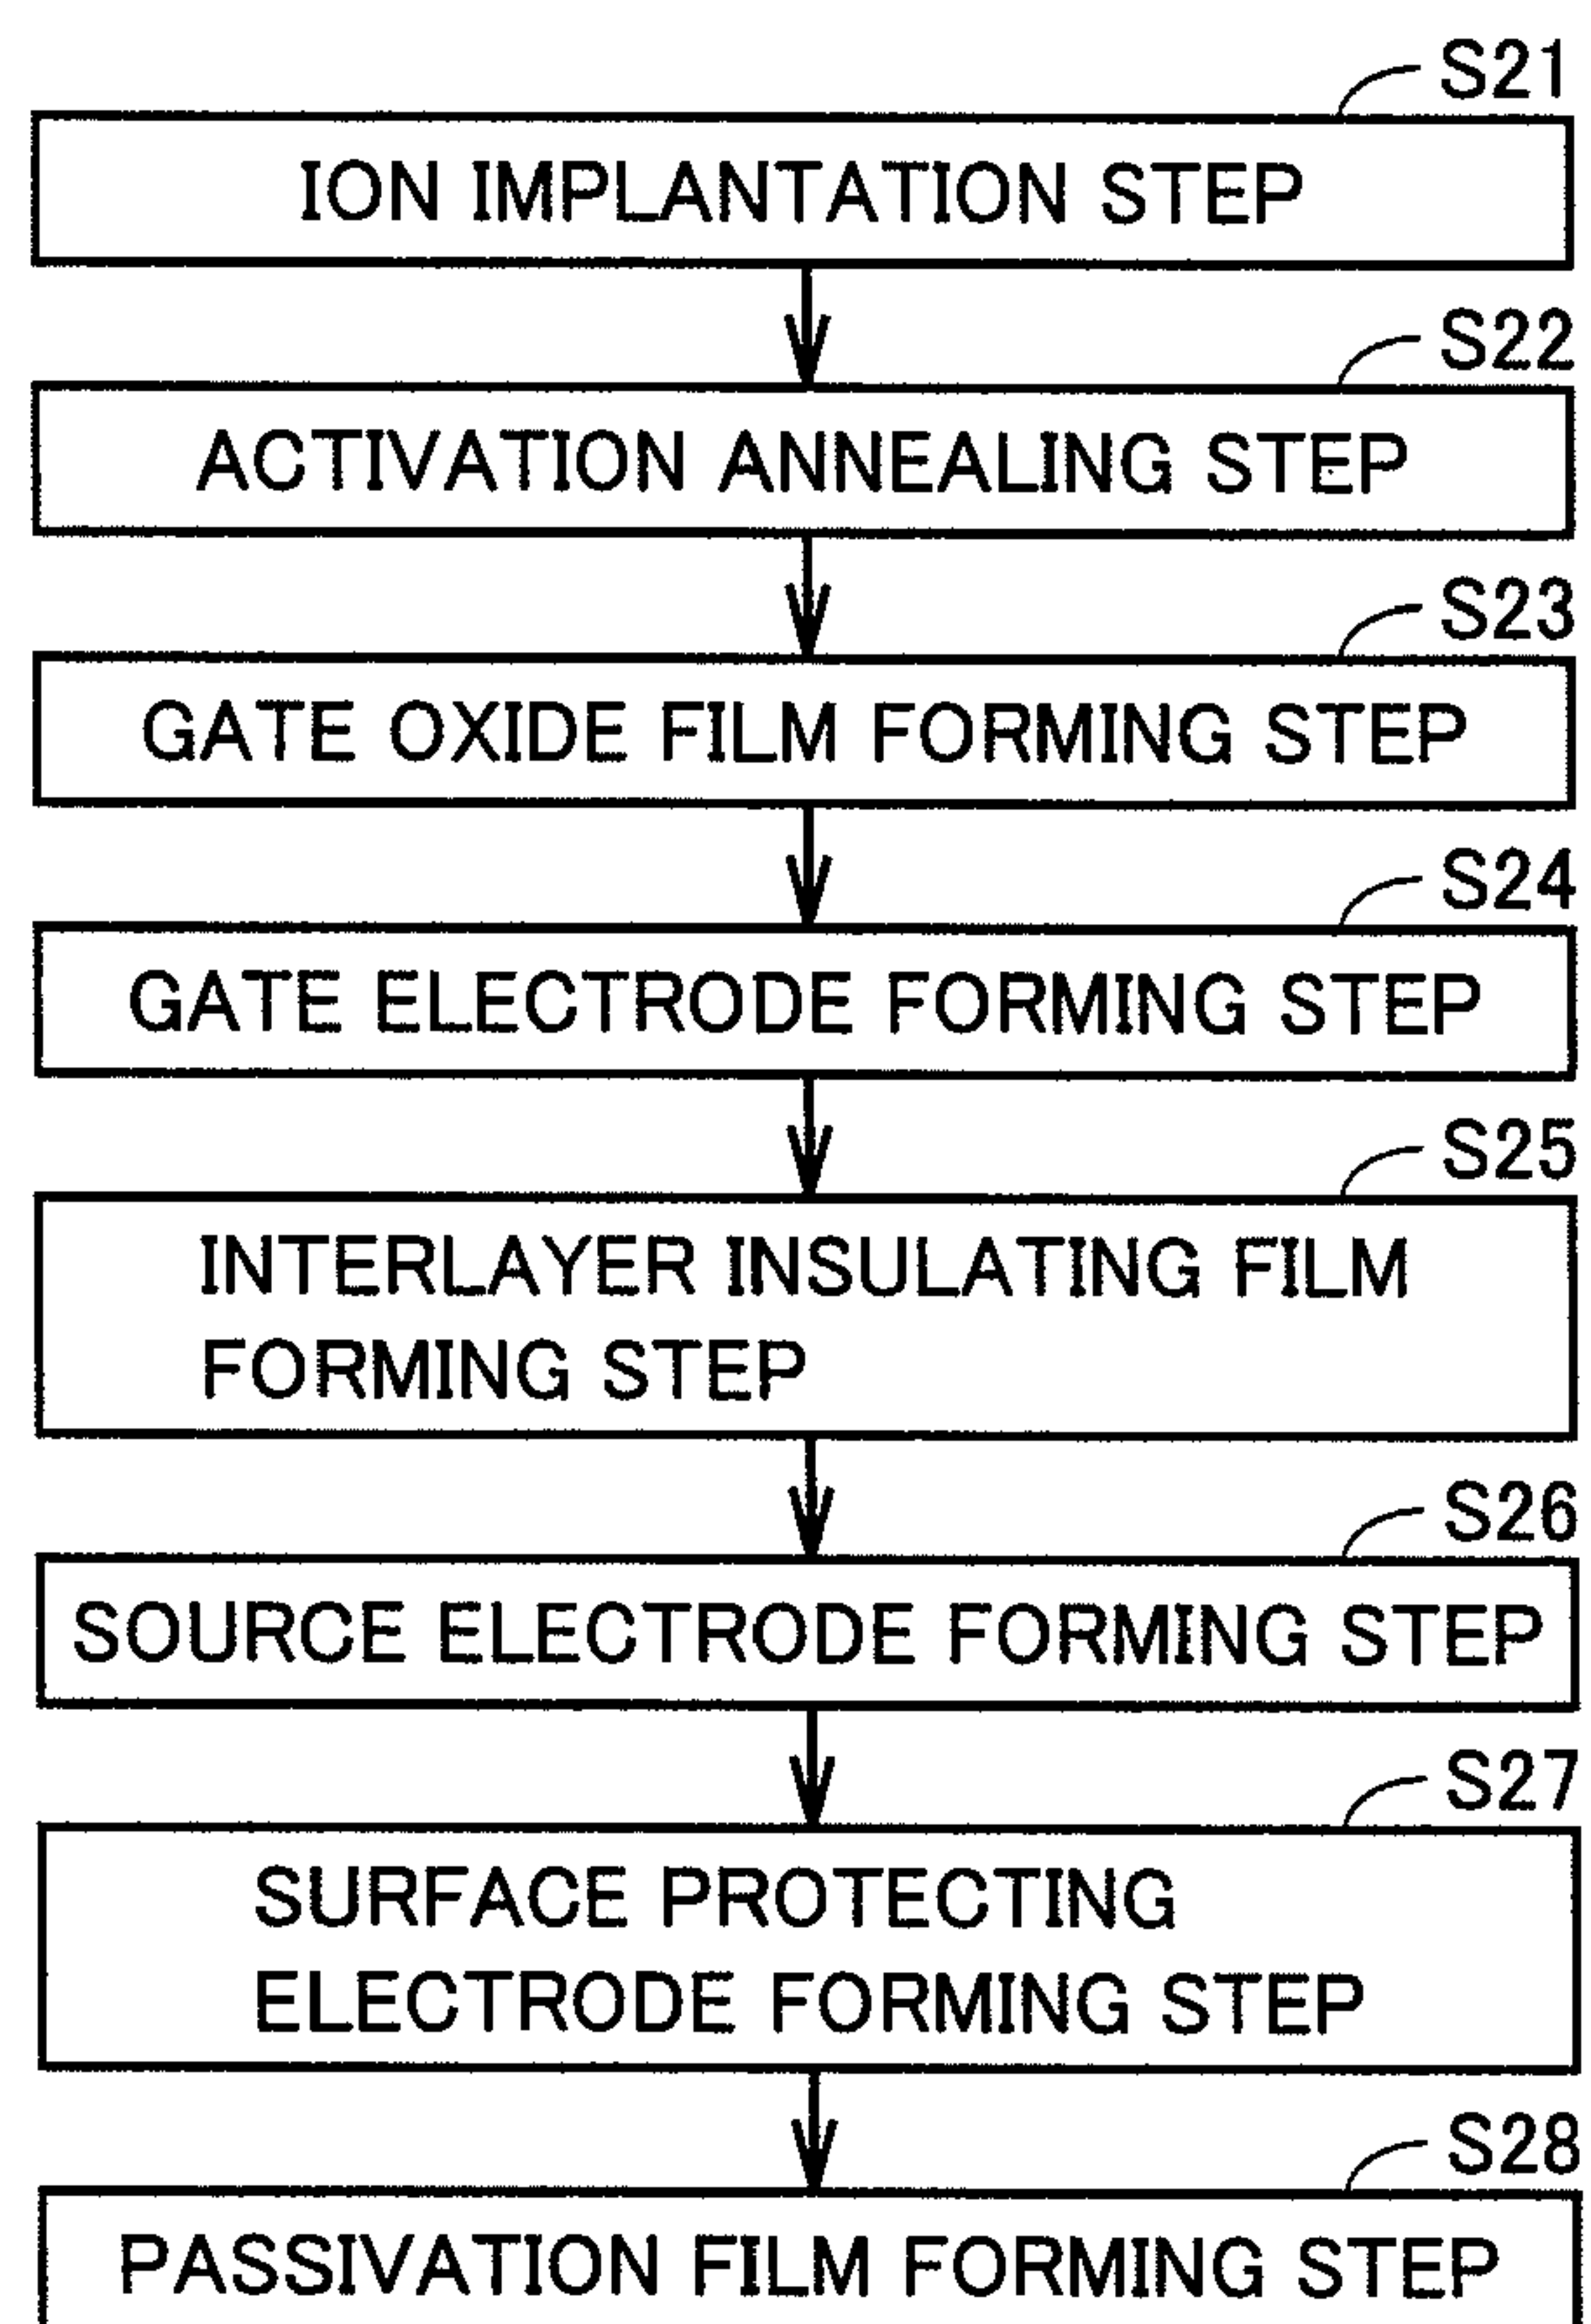 S21
ION IMPLANTATION STEP
S22
ACTIVATION ANNEALING STEP
S23
GATE OXIDE FILM FORMING STEP
S24
GATE ELECTRODE FORMING STEP
S25
INTERLAYER INSULATING FILM
FORMING STEP
S26
SOURCE ELECTRODE FORMING STEP
S27
SURFACE PROTECTING
ELECTRODE FORMING STEP
S28
PASSIVATION FILM FORMING STEP